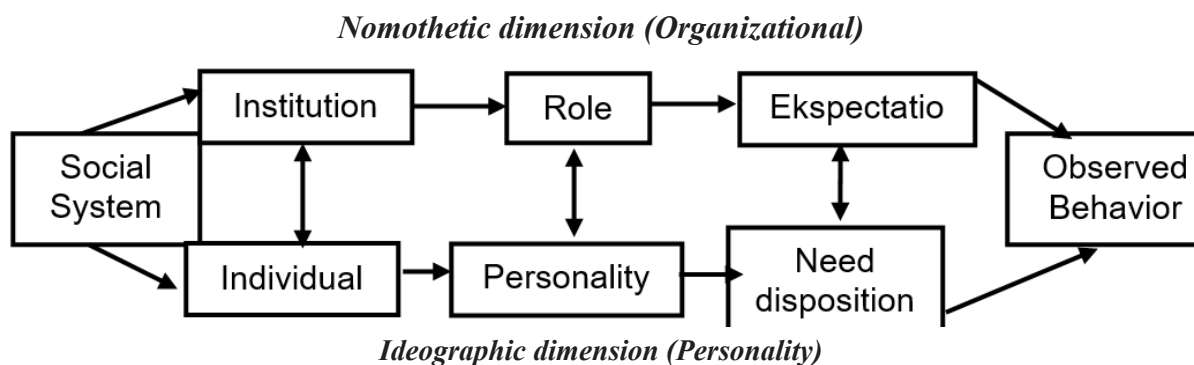 Nomothetic dimension (Organizational)
Institution
Role
Ekspectatio
Social
System
Observed
Behavior
Individual
Personality
Need
disposition
Ideographic dimension (Personality)